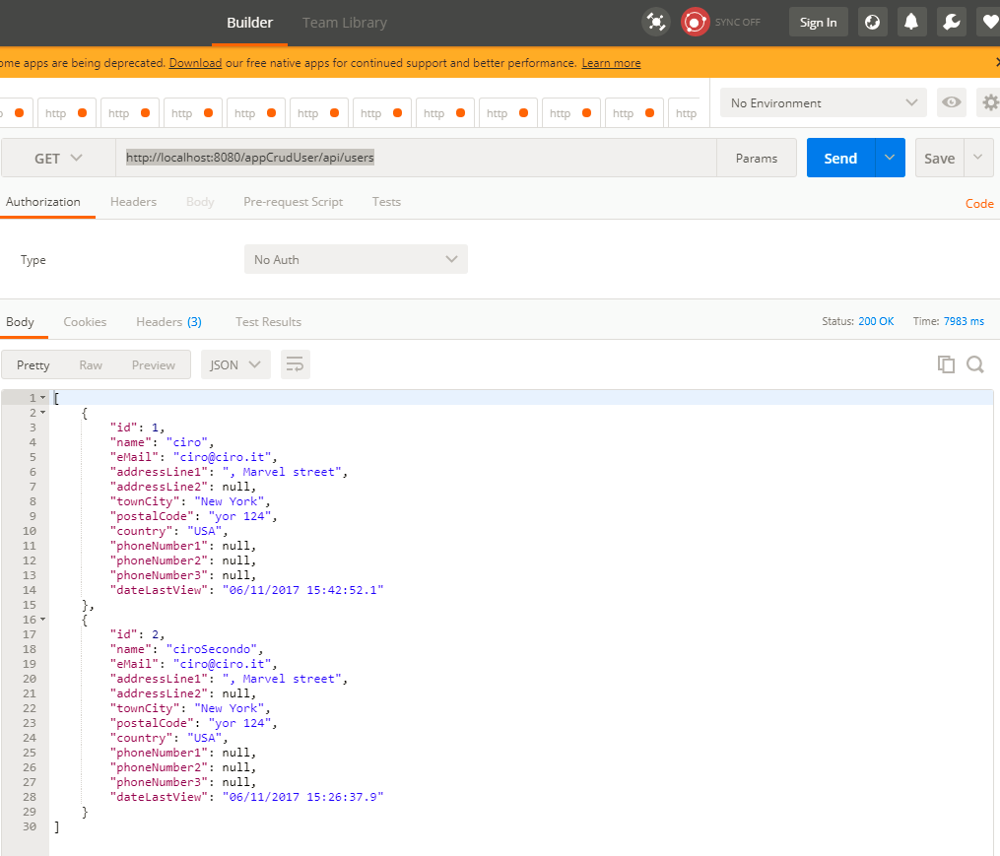 Builder Team Library SYNC OFF Sign In
ome apps are being deprecated. Download our free native apps for continued support and better performance. Learn more
http http http http http http http http http http http No Environment
GET http://localhost:8080/appCrudUser/api/users Params Send Save
Authorization Headers Body Pre-request Script Tests Code
Type No Auth
Body Cookies Headers (3) Test Results Status: 200 OK Time: 7983 ms
Pretty Raw Preview JSON
1 [
2 {
3 "id": 1,
4 "name": "ciro",
5 "eMail": "ciro@ciro.it",
6 "addressLine1": ", Marvel street",
7 "addressLine2": null,
8 "townCity": "New York",
9 "postalCode": "yor 124",
10 "country": "USA",
11 "phoneNumber1": null,
12 "phoneNumber2": null,
13 "phoneNumber3": null,
14 "dateLastView": "06/11/2017 15:42:52.1"
15 },
16 {
17 "id": 2,
18 "name": "ciroSecondo",
19 "eMail": "ciro@ciro.it",
20 "addressLine1": ", Marvel street",
21 "addressLine2": null,
22 "townCity": "New York",
23 "postalCode": "yor 124",
24 "country": "USA",
25 "phoneNumber1": null,
26 "phoneNumber2": null,
27 "phoneNumber3": null,
28 "dateLastView": "06/11/2017 15:26:37.9"
29 }
30 ]